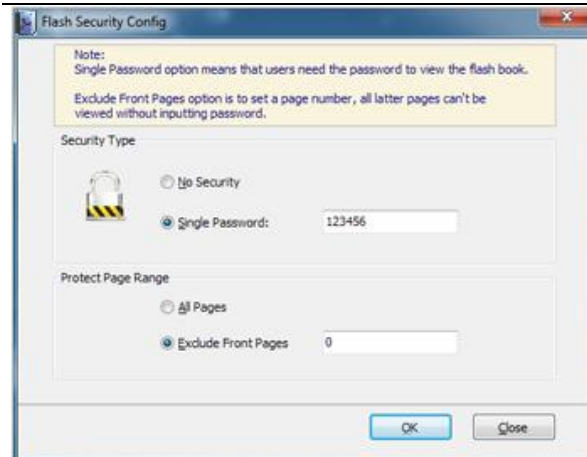 Flash Security Config
Note:
Single Password option means that users need the password to view the flash book.
Exclude Front Pages option is to set a page number, all latter pages can't be
viewed without inputting password.
Security Type
No Security
Single Password:
123456
Protect Page Range
All Pages
Exclude Front Pages
0
OK
Close